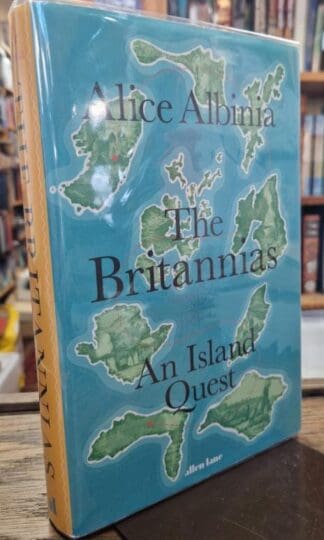 Alice Albinia
The
Britannias
An Island
Quest
allen lane
THE BRITANNIAS